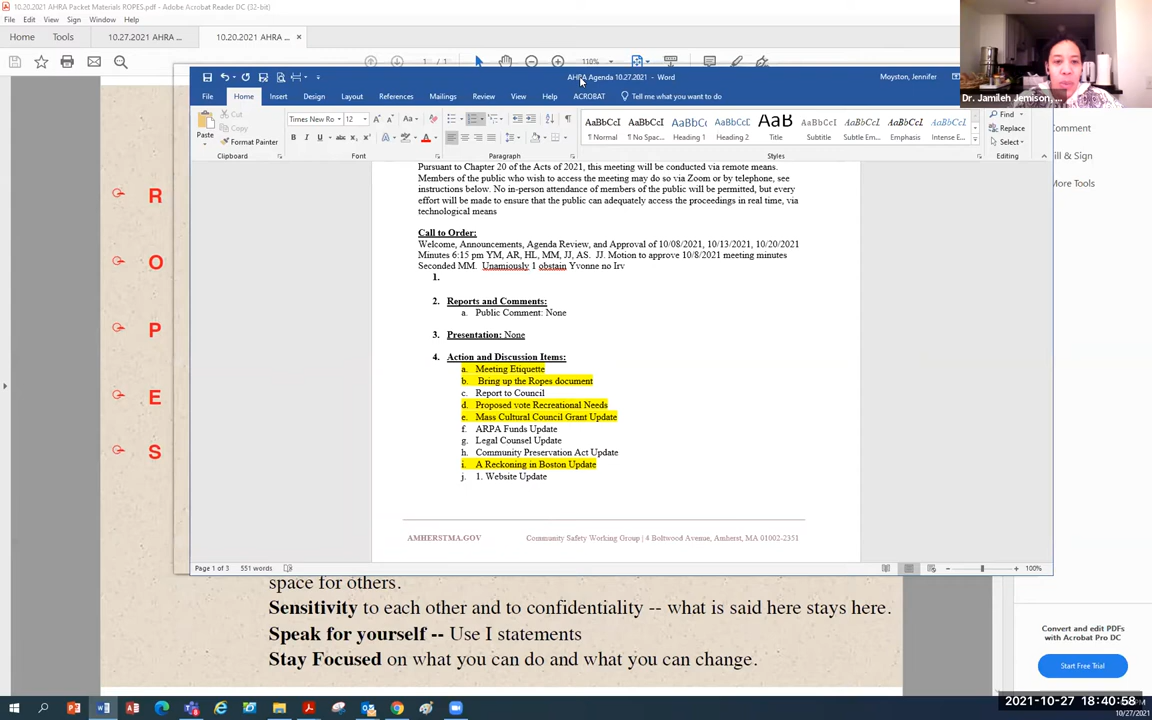 10.20.2021 AHRA Packet Materials ROPES.pdf - Adobe Acrobat Reader DC (32-bit)
File Edit View Sign Window Help
Home Tools 10.27.2021 AHRA ... 10.20.2021 AHRA ... ×
1 / 1 110%
AHRA Agenda 10.27.2021 - Word
Moyston, Jennifer
Dr. Jamileh Jemison, ...
File Home Insert Design Layout References Mailings Review View Help ACROBAT Tell me what you want to do
Paste Cut Copy Format Painter
Times New Ro 12
AaBbCcI AaBbCcI AaBbCcI AaBbCcD AaB AaBbCcD AaBbCcD AaBbCcI AaBbCcI
¶ Normal ¶ No Spac... Heading 1 Heading 2 Title Subtitle Subtle Em... Emphasis Intense E...
Find Replace Select
Clipboard Font Paragraph Styles Editing
Comment
Fill & Sign
More Tools
Pursuant to Chapter 20 of the Acts of 2021, this meeting will be conducted via remote means.
Members of the public who wish to access the meeting may do so via Zoom or by telephone, see
instructions below. No in-person attendance of members of the public will be permitted, but every
effort will be made to ensure that the public can adequately access the proceedings in real time, via
technological means
Call to Order:
Welcome, Announcements, Agenda Review, and Approval of 10/08/2021, 10/13/2021, 10/20/2021
Minutes 6:15 pm YM, AR, HL, MM, JJ, AS. JJ. Motion to approve 10/8/2021 meeting minutes
Seconded MM. Unamiously 1 obstain Yvonne no Irv
1.
2. Reports and Comments:
a. Public Comment: None
3. Presentation: None
4. Action and Discussion Items:
a. Meeting Etiquette
b. Bring up the Ropes document
c. Report to Council
d. Proposed vote Recreational Needs
e. Mass Cultural Council Grant Update
f. ARPA Funds Update
g. Legal Counsel Update
h. Community Preservation Act Update
i. A Reckoning in Boston Update
j. 1. Website Update
AMHERSTMA.GOV Community Safety Working Group | 4 Boltwood Avenue, Amherst, MA 01002-2351
Page 1 of 3 551 words 100%
R
O
P
E
S
space for others.
Sensitivity to each other and to confidentiality -- what is said here stays here.
Speak for yourself -- Use I statements
Stay Focused on what you can do and what you can change.
Convert and edit PDFs
with Acrobat Pro DC
Start Free Trial
2021-10-27 18:40:58
10/27/2021